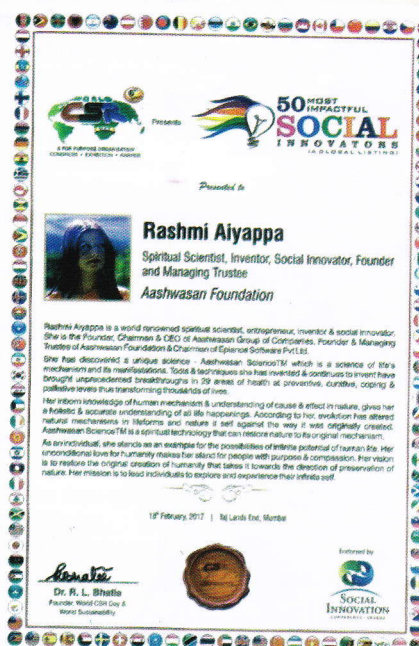 WORLD
CSR
A FOR PURPOSE ORGANISATION
CONGRESS • EXHIBITION • AWARDS
Presents
50 MOST
IMPACTFUL
SOCIAL
INNOVATORS
(A GLOBAL LISTING)
Presented to
Rashmi Aiyappa
Spiritual Scientist, Inventor, Social Innovator, Founder
and Managing Trustee
Aashwasan Foundation
Rashmi Aiyappa is a world renowned spiritual scientist, entrepreneur, inventor & social innovator.
She is the Founder, Chairman & CEO of Aashwasan Group of Companies, Founder & Managing
Trustee of Aashwasan Foundation & Chairman of Epsence Software Pvt Ltd.
She has discovered a unique science - Aashwasan ScienceTM which is a science of life's
mechanism and its manifestations. Tools & techniques she has invented & continues to invent have
brought unprecedented breakthroughs in 29 areas of health at preventive, curative, coping &
palliative levels thus transforming thousands of lives.
Her inborn knowledge of human mechanism & understanding of cause & effect in nature, gives her
a holistic & accurate understanding of all life happenings. According to her, evolution has altered
natural mechanisms in lifeforms and nature it self against the way it was originally created.
Aashwasan ScienceTM is a spiritual technology that can restore nature to its original mechanism.
As an individual, she stands as an example for the possibilities of infinite potential of human life. Her
unconditional love for humanity makes her stand for people with purpose & compassion. Her vision
is to restore the original creation of humanity that takes it towards the direction of preservation of
nature. Her mission is to lead individuals to explore and experience their infinite self.
18th February, 2017 | Taj Lands End, Mumbai
Dr. R. L. Bhatia
Founder, World CSR Day &
World Sustainability
Endorsed by
SOCIAL
INNOVATION